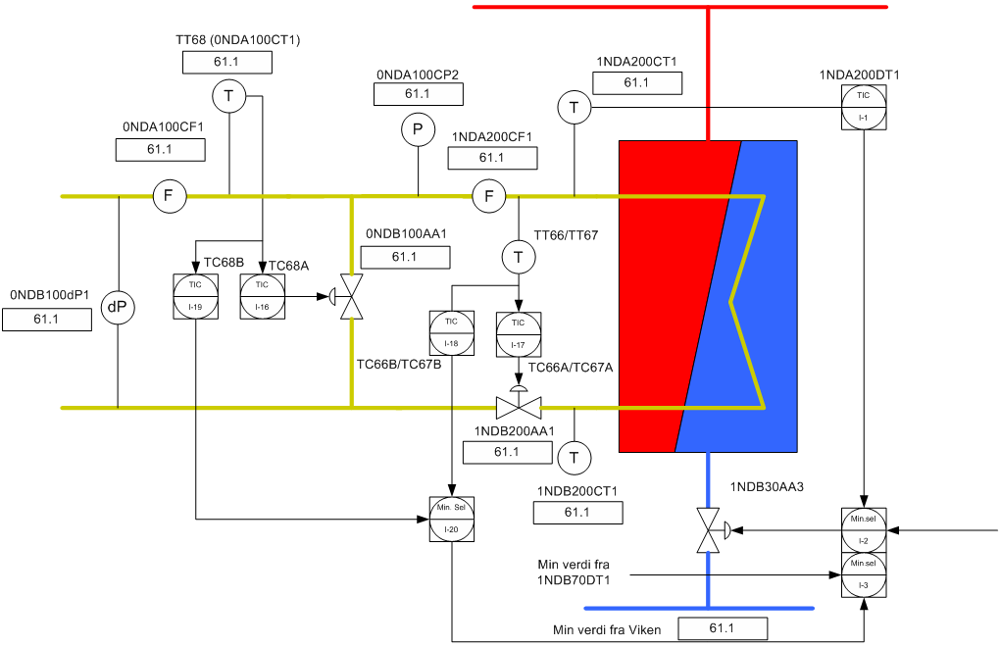 TT68 (0NDA100CT1)
61.1
T
0NDA100CP2
61.1
P
1NDA200CT1
61.1
T
1NDA200DT1
TIC
I-1
0NDA100CF1
61.1
F
1NDA200CF1
61.1
F
0NDB100AA1
61.1
TT66/TT67
T
TC68B
TIC
I-19
TC68A
TIC
I-16
0NDB100dP1
61.1
dP
TIC
I-18
TIC
I-17
TC66B/TC67B
TC66A/TC67A
1NDB200AA1
61.1
T
1NDB200CT1
61.1
1NDB30AA3
Min. Sel
I-20
Min.sel
I-2
Min.sel
I-3
Min verdi fra
1NDB70DT1
Min verdi fra Viken
61.1